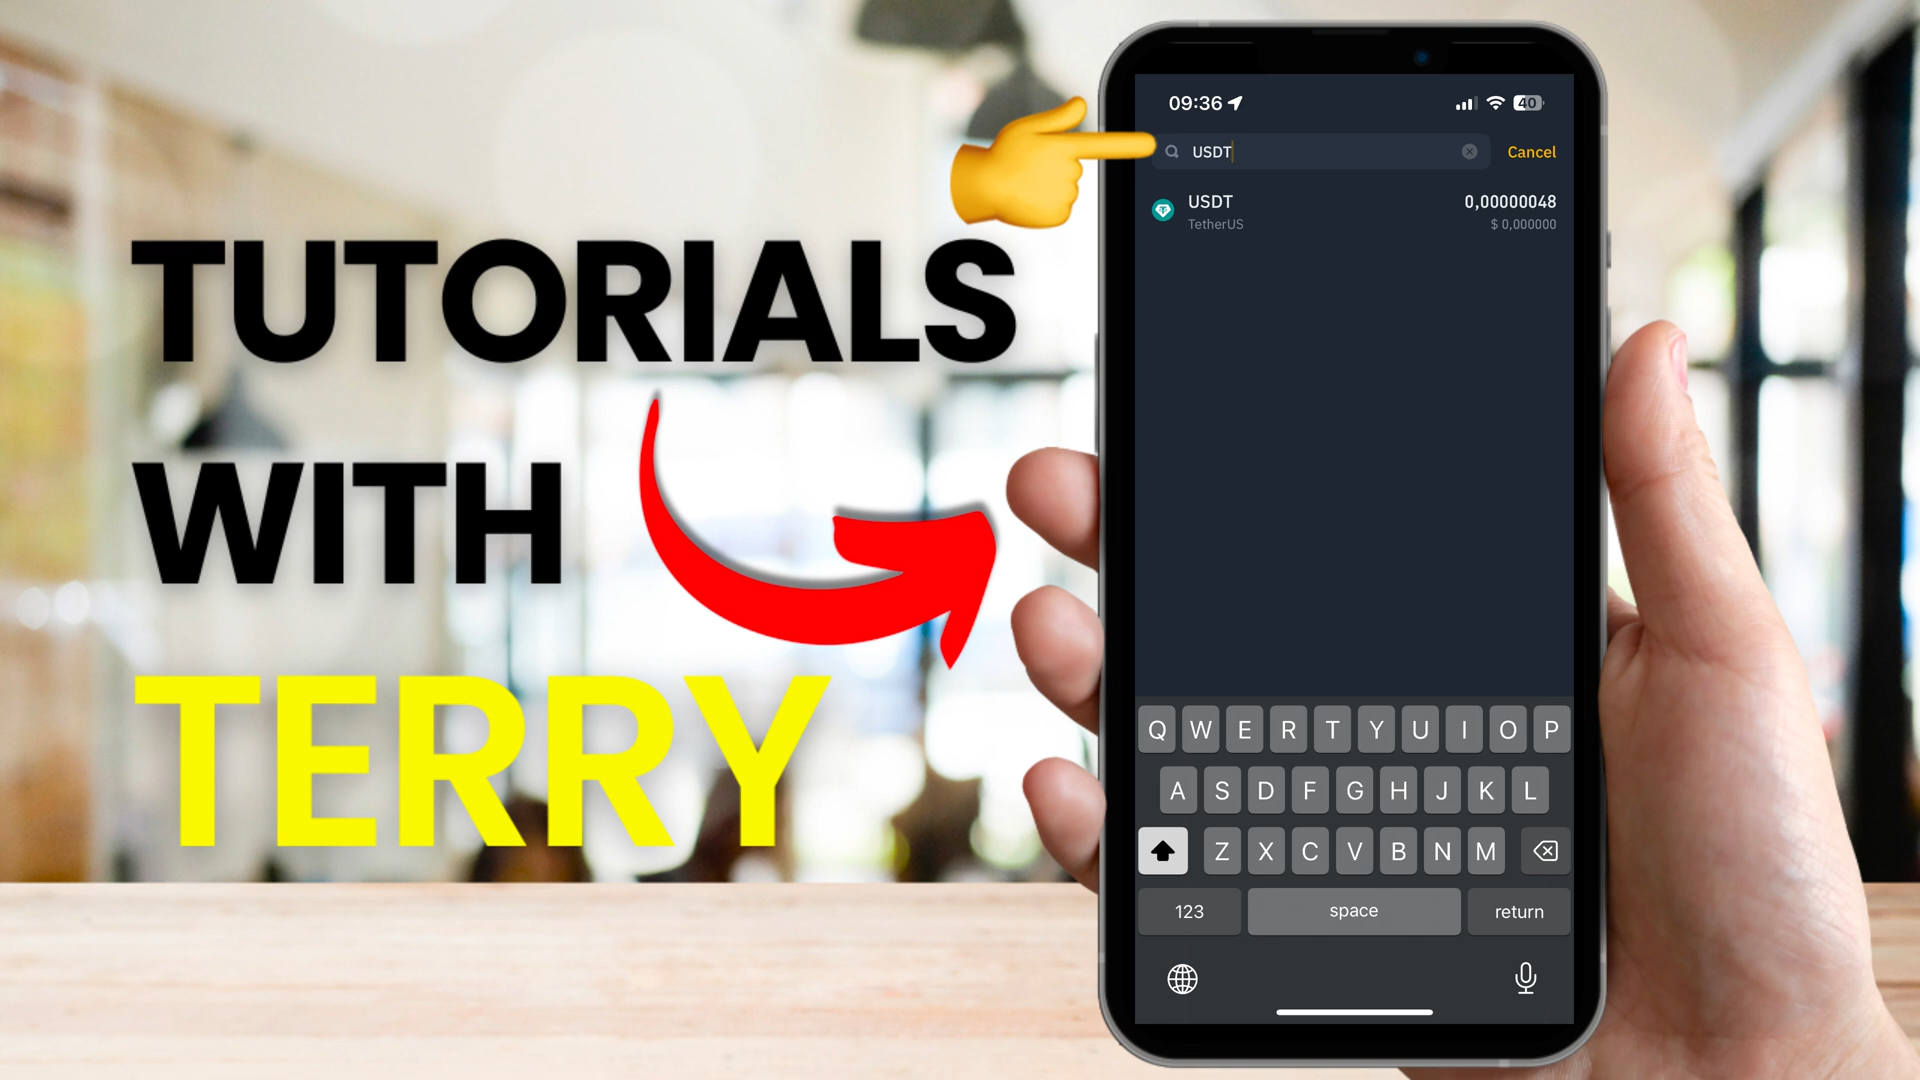 TUTORIALS
WITH
TERRY
09:36
40
USDT
Cancel
USDT 0,00000048
TetherUS $ 0,000000
Q W E R T Y U I O P
A S D F G H J K L
Z X C V B N M
123 space return